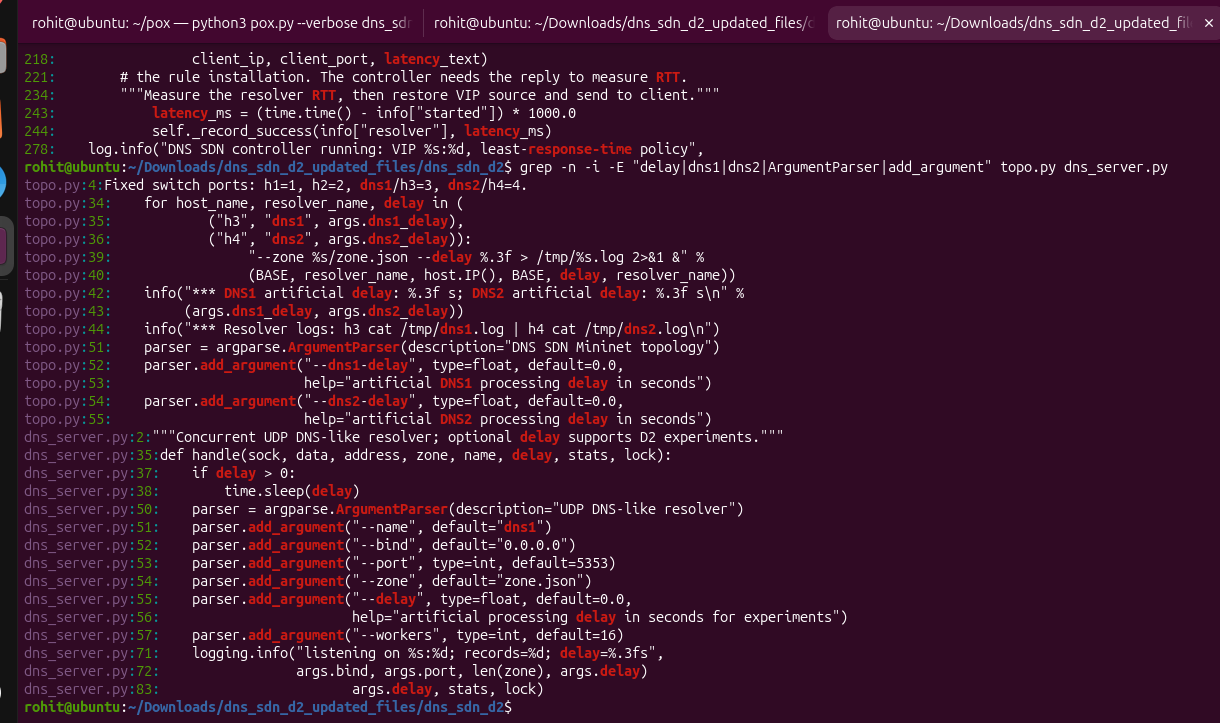 rohit@ubuntu: ~/pox — python3 pox.py --verbose dns_sdn
rohit@ubuntu: ~/Downloads/dns_sdn_d2_updated_files/d
rohit@ubuntu: ~/Downloads/dns_sdn_d2_updated_fil ×
218:                 client_ip, client_port, latency_text)
221:        # the rule installation. The controller needs the reply to measure RTT.
234:        """Measure the resolver RTT, then restore VIP source and send to client."""
243:            latency_ms = (time.time() - info["started"]) * 1000.0
244:            self._record_success(info["resolver"], latency_ms)
278:    log.info("DNS SDN controller running: VIP %s:%d, least-response-time policy",
rohit@ubuntu:~/Downloads/dns_sdn_d2_updated_files/dns_sdn_d2$ grep -n -i -E "delay|dns1|dns2|ArgumentParser|add_argument" topo.py dns_server.py
topo.py:4:Fixed switch ports: h1=1, h2=2, dns1/h3=3, dns2/h4=4.
topo.py:34:    for host_name, resolver_name, delay in (
topo.py:35:            ("h3", "dns1", args.dns1_delay),
topo.py:36:            ("h4", "dns2", args.dns2_delay)):
topo.py:39:                 "--zone %s/zone.json --delay %.3f > /tmp/%s.log 2>&1 &" %
topo.py:40:                 (BASE, resolver_name, host.IP(), BASE, delay, resolver_name))
topo.py:42:    info("*** DNS1 artificial delay: %.3f s; DNS2 artificial delay: %.3f s\n" %
topo.py:43:         (args.dns1_delay, args.dns2_delay))
topo.py:44:    info("*** Resolver logs: h3 cat /tmp/dns1.log | h4 cat /tmp/dns2.log\n")
topo.py:51:    parser = argparse.ArgumentParser(description="DNS SDN Mininet topology")
topo.py:52:    parser.add_argument("--dns1-delay", type=float, default=0.0,
topo.py:53:                        help="artificial DNS1 processing delay in seconds")
topo.py:54:    parser.add_argument("--dns2-delay", type=float, default=0.0,
topo.py:55:                        help="artificial DNS2 processing delay in seconds")
dns_server.py:2:"""Concurrent UDP DNS-like resolver; optional delay supports D2 experiments."""
dns_server.py:35:def handle(sock, data, address, zone, name, delay, stats, lock):
dns_server.py:37:    if delay > 0:
dns_server.py:38:        time.sleep(delay)
dns_server.py:50:    parser = argparse.ArgumentParser(description="UDP DNS-like resolver")
dns_server.py:51:    parser.add_argument("--name", default="dns1")
dns_server.py:52:    parser.add_argument("--bind", default="0.0.0.0")
dns_server.py:53:    parser.add_argument("--port", type=int, default=5353)
dns_server.py:54:    parser.add_argument("--zone", default="zone.json")
dns_server.py:55:    parser.add_argument("--delay", type=float, default=0.0,
dns_server.py:56:                        help="artificial processing delay in seconds for experiments")
dns_server.py:57:    parser.add_argument("--workers", type=int, default=16)
dns_server.py:71:    logging.info("listening on %s:%d; records=%d; delay=%.3fs",
dns_server.py:72:                 args.bind, args.port, len(zone), args.delay)
dns_server.py:83:                        args.delay, stats, lock)
rohit@ubuntu:~/Downloads/dns_sdn_d2_updated_files/dns_sdn_d2$